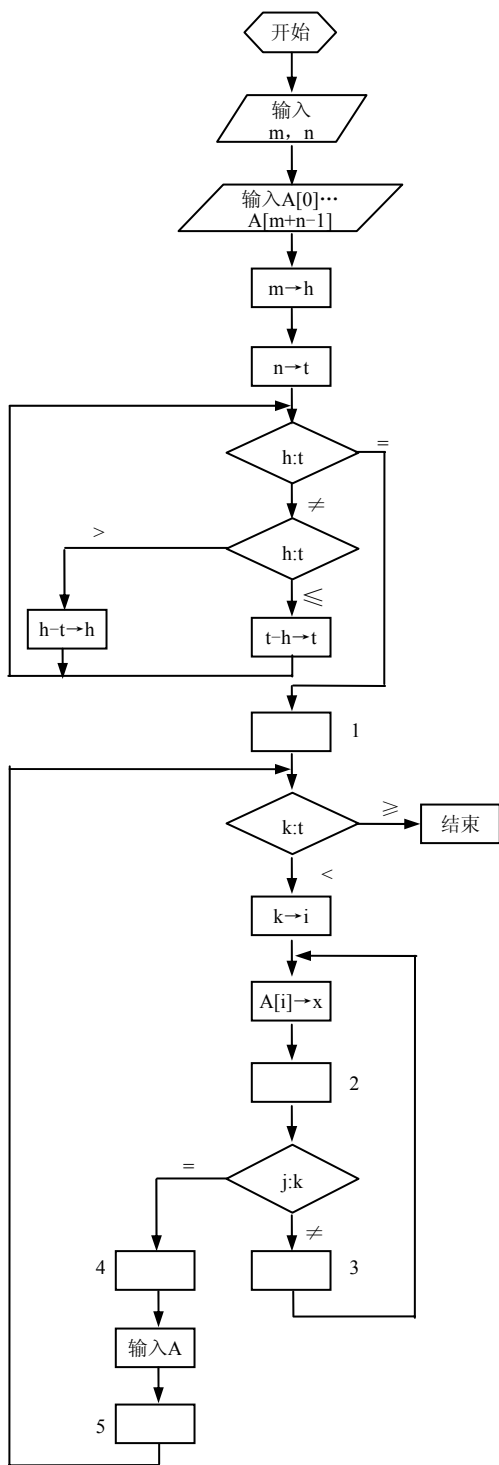 开始
输入
m，n
输入A[0]…
A[m+n−1]
m→h
n→t
h:t
=
≠
h:t
>
≤
h−t→h
t−h→t
1
k:t
≥
结束
<
k→i
A[i]→x
2
j:k
=
≠
4
3
输入A
5